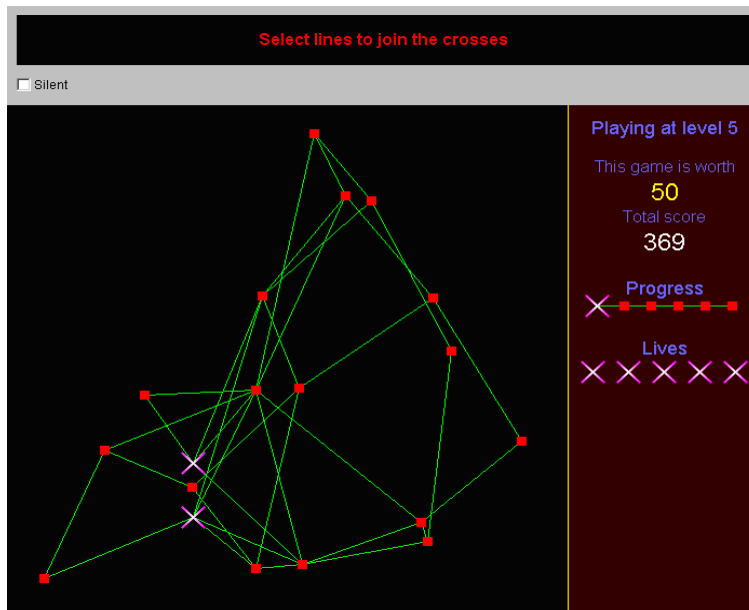 Select lines to join the crosses
Silent
Playing at level 5
This game is worth
50
Total score
369
Progress
Lives